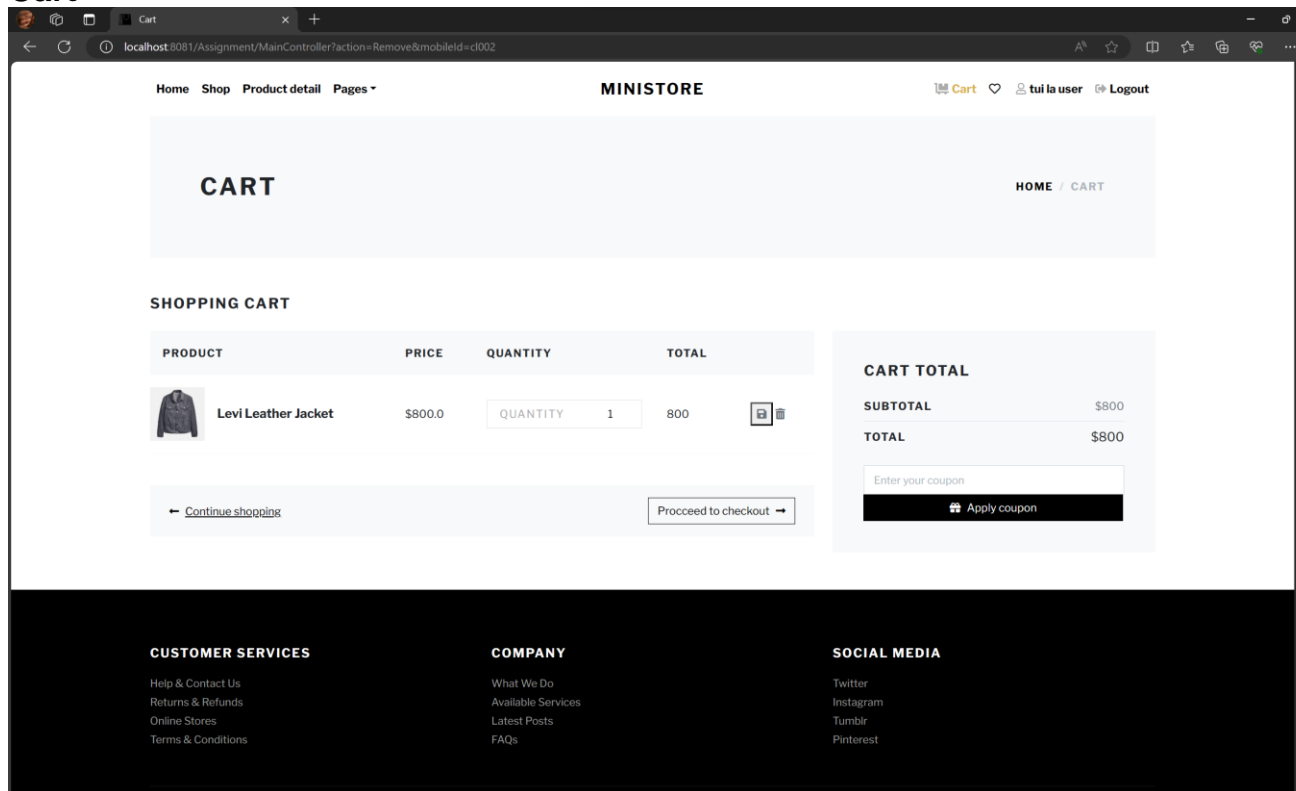 Cart
Cart
localhost:8081/Assignment/MainController?action=Remove&mobileId=cl002
Home Shop Product detail Pages MINISTORE Cart tui la user Logout
CART HOME / CART
SHOPPING CART
PRODUCT PRICE QUANTITY TOTAL
CART TOTAL
Levi Leather Jacket $800.0 QUANTITY 1 800
SUBTOTAL $800
TOTAL $800
Enter your coupon
Continue shopping Procceed to checkout Apply coupon
CUSTOMER SERVICES COMPANY SOCIAL MEDIA
Help & Contact Us What We Do Twitter
Returns & Refunds Available Services Instagram
Online Stores Latest Posts Tumblr
Terms & Conditions FAQs Pinterest